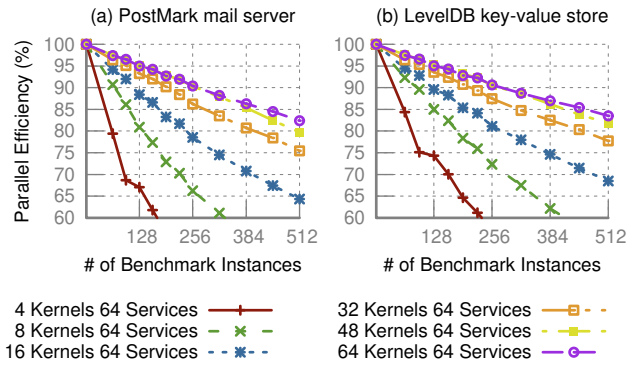 (a) PostMark mail server
(b) LevelDB key-value store
Parallel Efficiency (%)
100
95
90
85
80
75
70
65
60
128
256
384
512
# of Benchmark Instances
100
95
90
85
80
75
70
65
60
128
256
384
512
# of Benchmark Instances
4 Kernels 64 Services
8 Kernels 64 Services
16 Kernels 64 Services
32 Kernels 64 Services
48 Kernels 64 Services
64 Kernels 64 Services